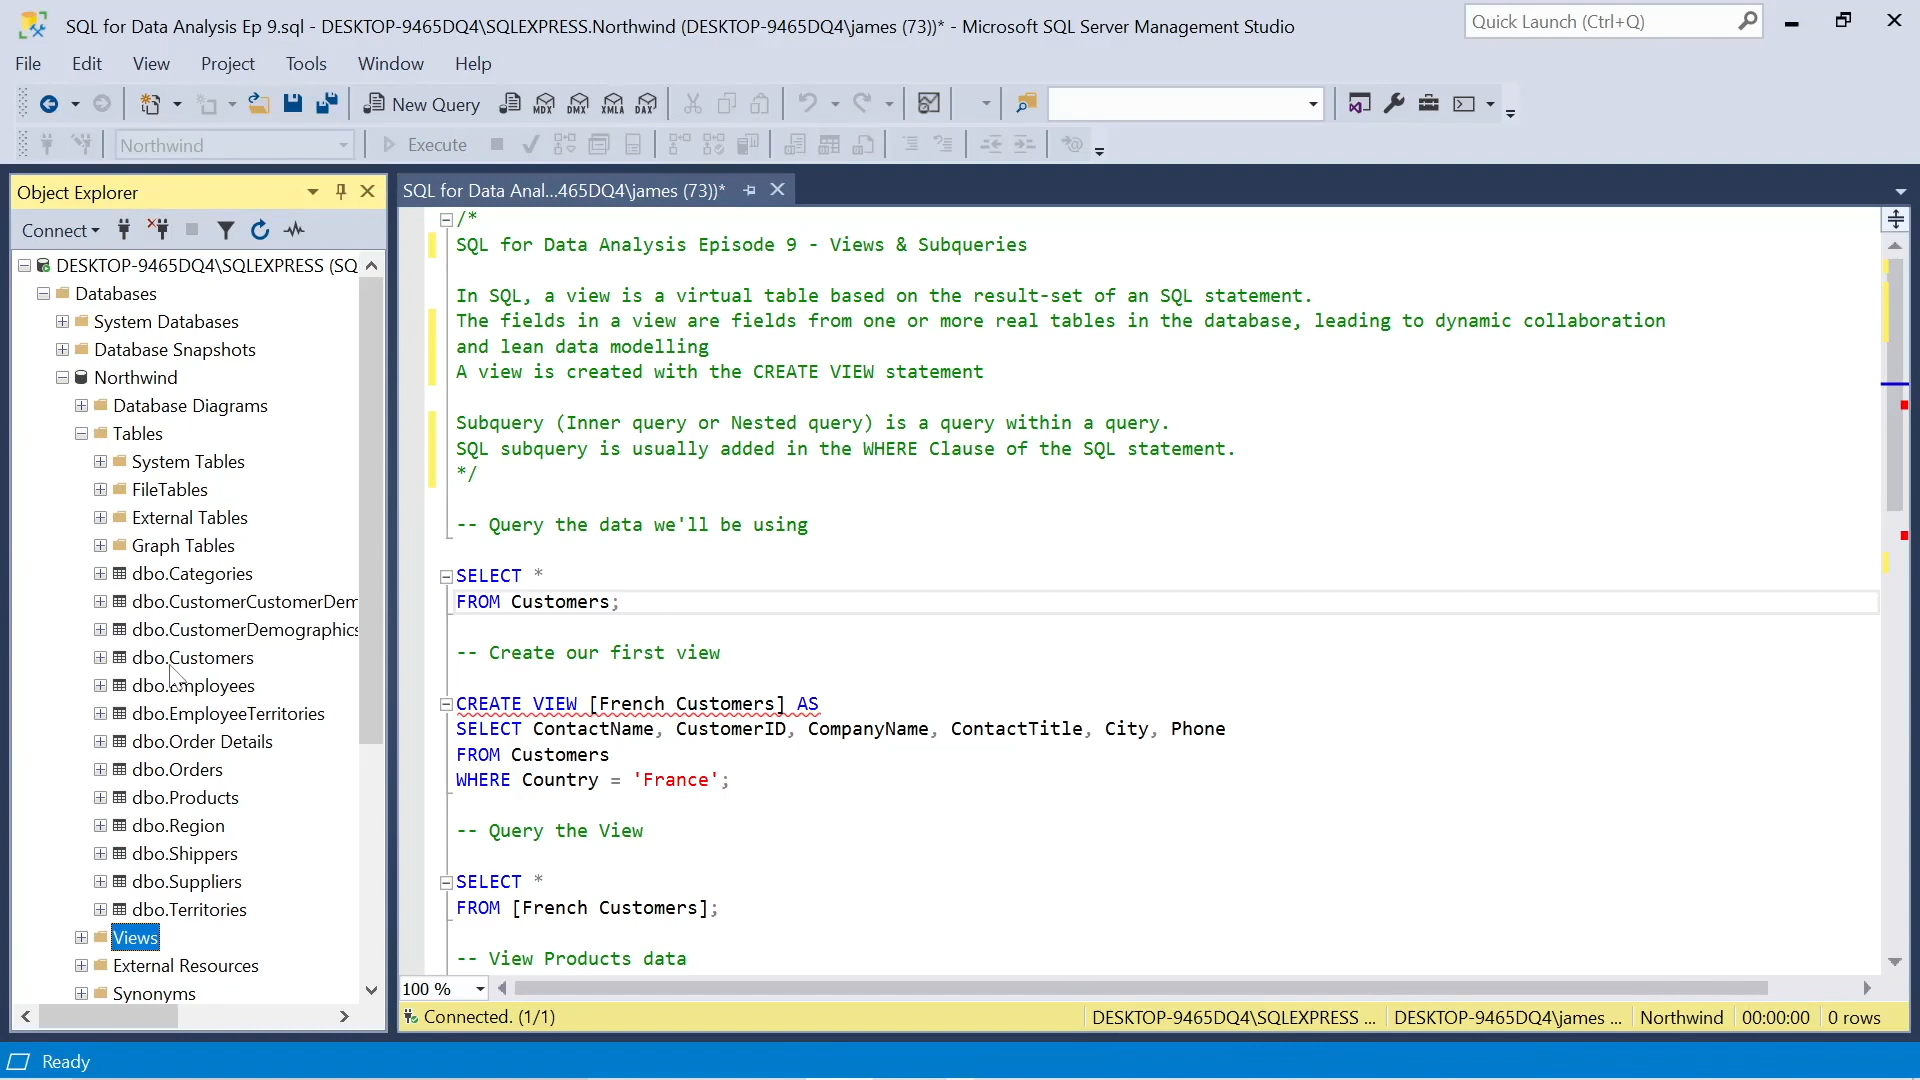 SQL for Data Analysis Ep 9.sql - DESKTOP-9465DQ4\SQLEXPRESS.Northwind (DESKTOP-9465DQ4\james (73))* - Microsoft SQL Server Management Studio
Quick Launch (Ctrl+Q)
File Edit View Project Tools Window Help
New Query MDX DMX XMLA DAX
Northwind Execute
Object Explorer
SQL for Data Anal...465DQ4\james (73))*
Connect
DESKTOP-9465DQ4\SQLEXPRESS (SQ
Databases
System Databases
Database Snapshots
Northwind
Database Diagrams
Tables
System Tables
FileTables
External Tables
Graph Tables
dbo.Categories
dbo.CustomerCustomerDem
dbo.CustomerDemographics
dbo.Customers
dbo.Employees
dbo.EmployeeTerritories
dbo.Order Details
dbo.Orders
dbo.Products
dbo.Region
dbo.Shippers
dbo.Suppliers
dbo.Territories
Views
External Resources
Synonyms
/*
SQL for Data Analysis Episode 9 - Views & Subqueries
In SQL, a view is a virtual table based on the result-set of an SQL statement.
The fields in a view are fields from one or more real tables in the database, leading to dynamic collaboration
and lean data modelling
A view is created with the CREATE VIEW statement
Subquery (Inner query or Nested query) is a query within a query.
SQL subquery is usually added in the WHERE Clause of the SQL statement.
*/
-- Query the data we'll be using
SELECT *
FROM Customers;
-- Create our first view
CREATE VIEW [French Customers] AS
SELECT ContactName, CustomerID, CompanyName, ContactTitle, City, Phone
FROM Customers
WHERE Country = 'France';
-- Query the View
SELECT *
FROM [French Customers];
-- View Products data
100 %
Connected. (1/1)
DESKTOP-9465DQ4\SQLEXPRESS ...
DESKTOP-9465DQ4\james ...
Northwind
00:00:00
0 rows
Ready